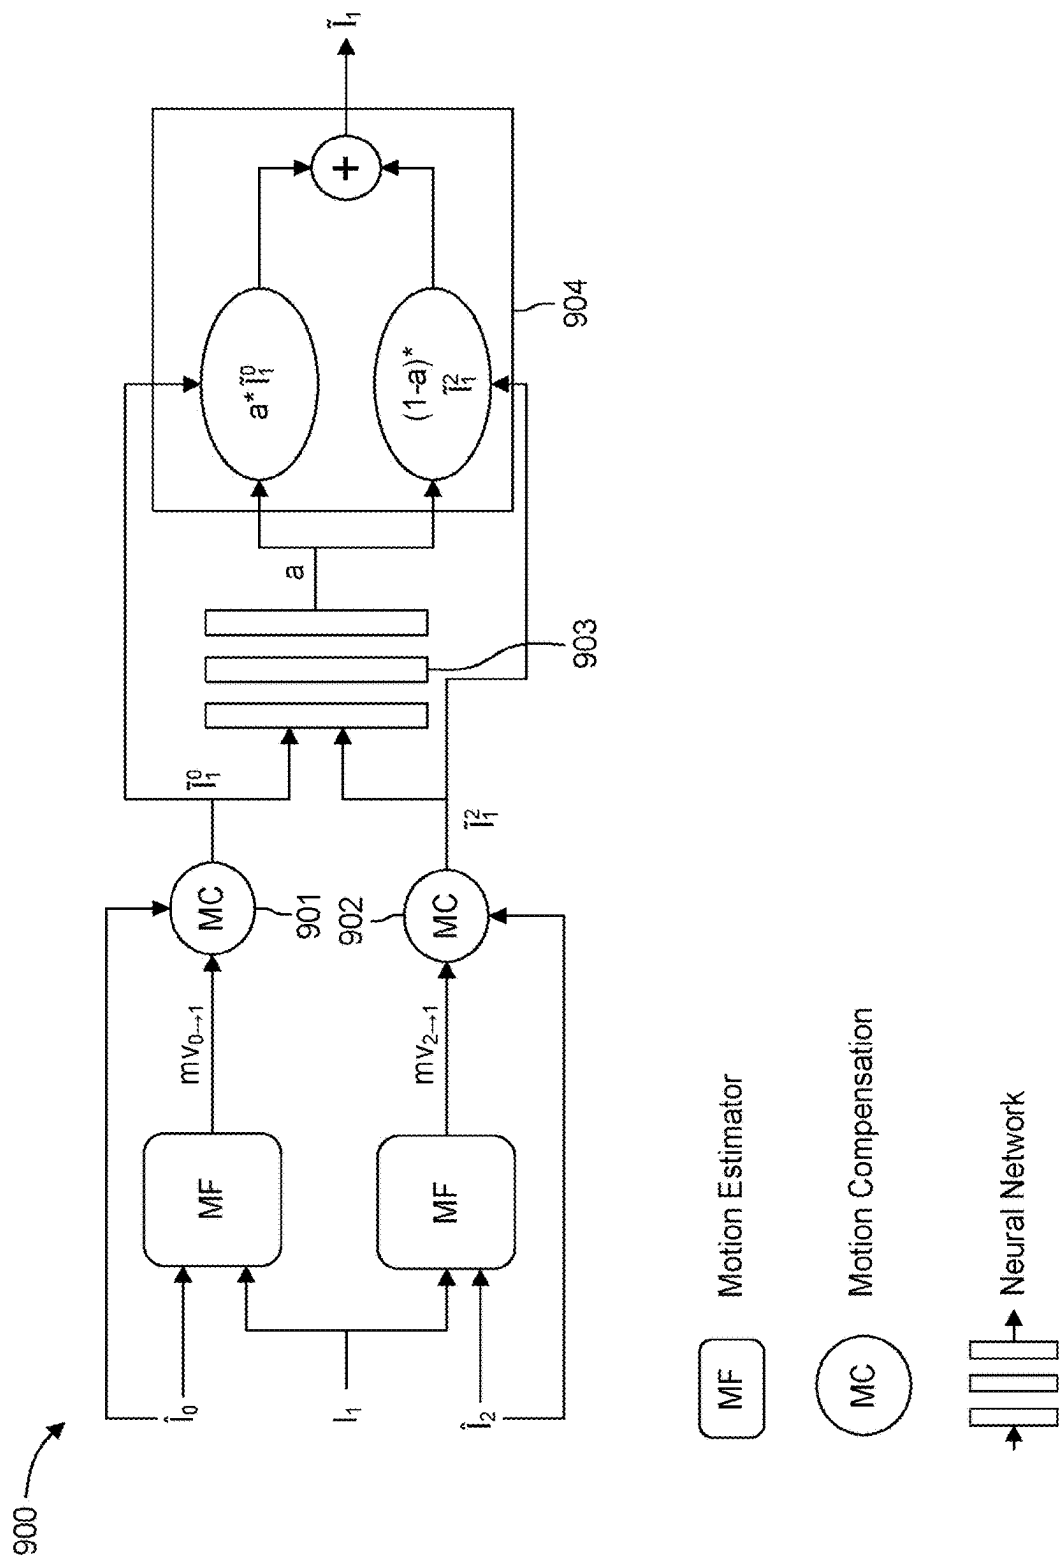 900
Î₀
I₁
Î₂
MF
MF
mv₀→₁
mv₂→₁
MC
901
902
MC
Ĩ₁⁰
Ĩ₁²
903
a
a* Ĩ₁⁰
(1-a)*
Ĩ₁²
+
904
Ĩ₁
MF Motion Estimator
MC Motion Compensation
Neural Network